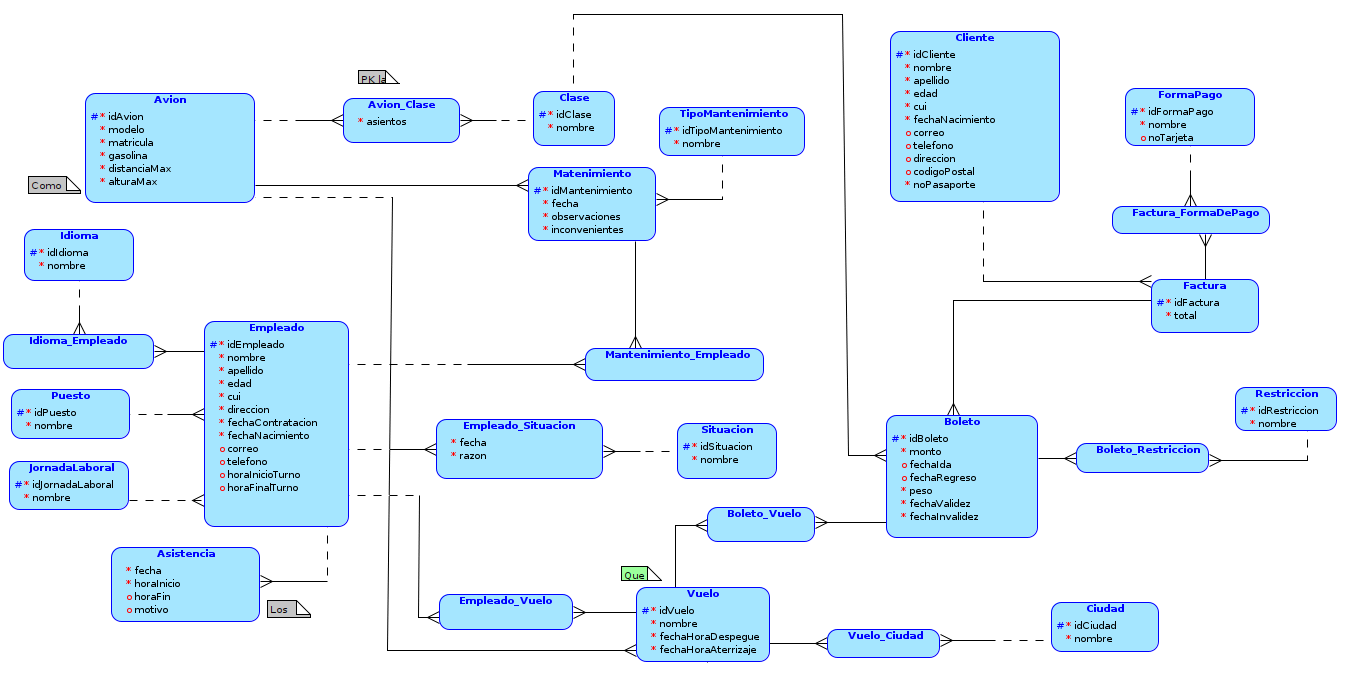 Avion
#* idAvion
* modelo
* matricula
* gasolina
* distanciaMax
* alturaMax
Como
PK la
Avion_Clase
* asientos
Clase
#* idClase
* nombre
TipoMantenimiento
#* idTipoMantenimiento
* nombre
Matenimiento
#* idMantenimiento
* fecha
* observaciones
* inconvenientes
Cliente
#* idCliente
* nombre
* apellido
* edad
* cui
* fechaNacimiento
o correo
o telefono
o direccion
o codigoPostal
* noPasaporte
FormaPago
#* idFormaPago
* nombre
o noTarjeta
Factura_FormaDePago
Factura
#* idFactura
* total
Idioma
#* idIdioma
* nombre
Idioma_Empleado
Empleado
#* idEmpleado
* nombre
* apellido
* edad
* cui
* direccion
* fechaContratacion
* fechaNacimiento
o correo
o telefono
o horaInicioTurno
o horaFinalTurno
Mantenimiento_Empleado
Puesto
#* idPuesto
* nombre
JornadaLaboral
#* idJornadaLaboral
* nombre
Empleado_Situacion
* fecha
* razon
Situacion
#* idSituacion
* nombre
Boleto
#* idBoleto
* monto
o fechaIda
o fechaRegreso
* peso
* fechaValidez
* fechaInvalidez
Restriccion
#* idRestriccion
* nombre
Boleto_Restriccion
Boleto_Vuelo
Asistencia
* fecha
* horaInicio
o horaFin
o motivo
Los
Que
Empleado_Vuelo
Vuelo
#* idVuelo
* nombre
* fechaHoraDespegue
* fechaHoraAterrizaje
Vuelo_Ciudad
Ciudad
#* idCiudad
* nombre